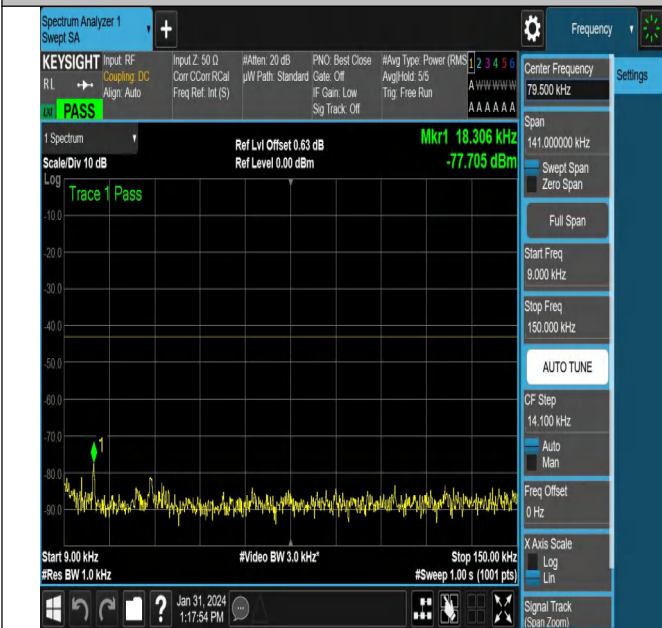 Spectrum Analyzer 1
Swept SA
+
Frequency
KEYSIGHT
RL
PASS
Input: RF
Coupling: DC
Align: Auto
Input Z: 50 Ω
Corr CCorr RCal
Freq Ref: Int (S)
#Atten: 20 dB
µW Path: Standard
PNO: Best Close
Gate: Off
IF Gain: Low
Sig Track: Off
#Avg Type: Power (RMS
Avg|Hold: 5/5
Trig: Free Run
1 2 3 4 5 6
A W W W W W
A A A A A A
1 Spectrum
Scale/Div 10 dB
Log
Ref Lvl Offset 0.63 dB
Ref Level 0.00 dBm
Mkr1 18.306 kHz
-77.705 dBm
Trace 1 Pass
-10.0
-20.0
-30.0
-40.0
-50.0
-60.0
-70.0
-80.0
-90.0
1
Start 9.00 kHz
#Res BW 1.0 kHz
#Video BW 3.0 kHz*
Stop 150.00 kHz
#Sweep 1.00 s (1001 pts)
?
Jan 31, 2024
1:17:54 PM
Center Frequency
79.500 kHz
Settings
Span
141.000000 kHz
Swept Span
Zero Span
Full Span
Start Freq
9.000 kHz
Stop Freq
150.000 kHz
AUTO TUNE
CF Step
14.100 kHz
Auto
Man
Freq Offset
0 Hz
X Axis Scale
Log
Lin
Signal Track
(Span Zoom)